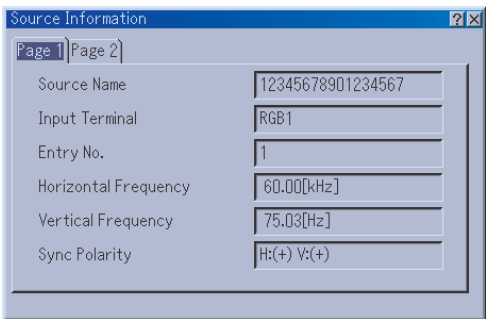 Source Information ? X
Page 1 Page 2
Source Name 12345678901234567
Input Terminal RGB1
Entry No. 1
Horizontal Frequency 60.00[kHz]
Vertical Frequency 75.03[Hz]
Sync Polarity H:(+) V:(+)